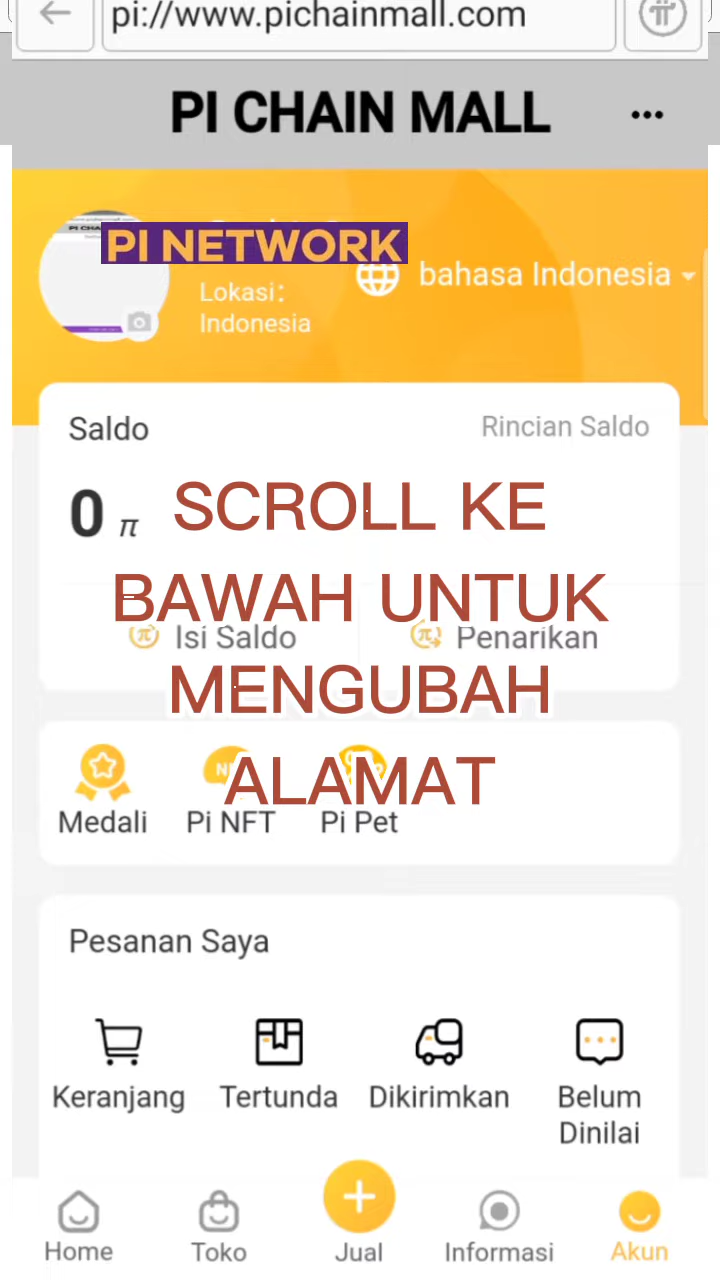 pi://www.pichainmall.com
PI CHAIN MALL
PI NETWORK
bahasa Indonesia
Lokasi:
Indonesia
Saldo
Rincian Saldo
0 π
SCROLL KE
BAWAH UNTUK
Isi Saldo
Penarikan
MENGUBAH
ALAMAT
Medali
Pi NFT
Pi Pet
Pesanan Saya
Keranjang
Tertunda
Dikirimkan
Belum
Dinilai
Home
Toko
Jual
Informasi
Akun